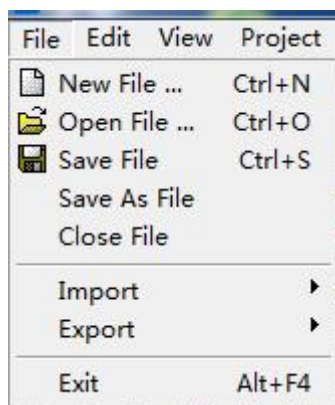 File Edit View Project
New File ... Ctrl+N
Open File ... Ctrl+O
Save File Ctrl+S
Save As File
Close File
Import
Export
Exit Alt+F4